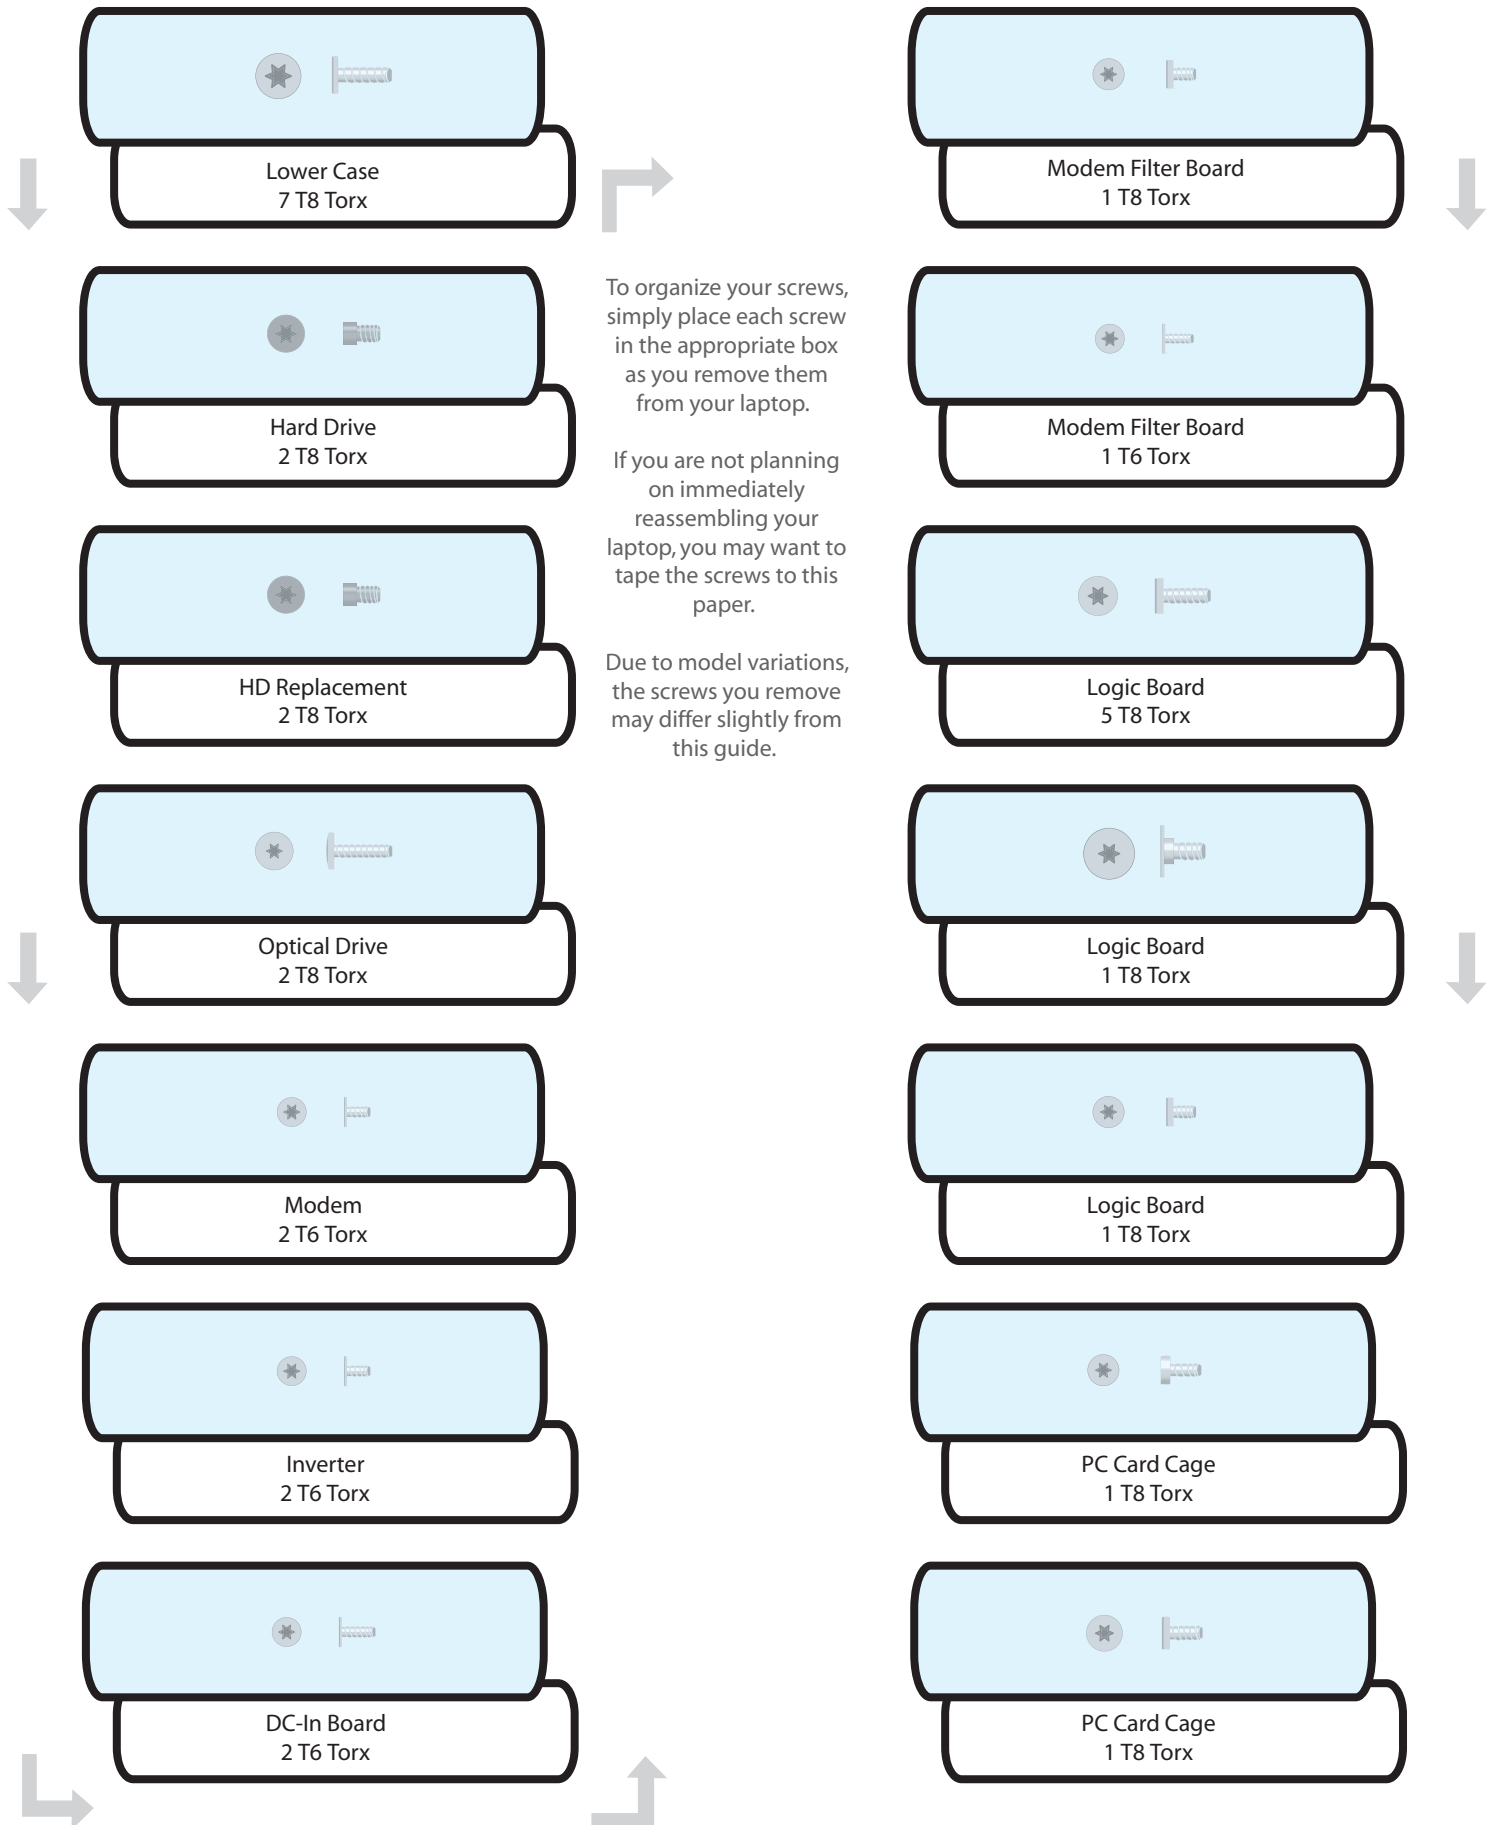 Lower Case
7 T8 Torx
Hard Drive
2 T8 Torx
HD Replacement
2 T8 Torx
Optical Drive
2 T8 Torx
Modem
2 T6 Torx
Inverter
2 T6 Torx
DC-In Board
2 T6 Torx
To organize your screws,
simply place each screw
in the appropriate box
as you remove them
from your laptop.
If you are not planning
on immediately
reassembling your
laptop, you may want to
tape the screws to this
paper.
Due to model variations,
the screws you remove
may differ slightly from
this guide.
Modem Filter Board
1 T8 Torx
Modem Filter Board
1 T6 Torx
Logic Board
5 T8 Torx
Logic Board
1 T8 Torx
Logic Board
1 T8 Torx
PC Card Cage
1 T8 Torx
PC Card Cage
1 T8 Torx